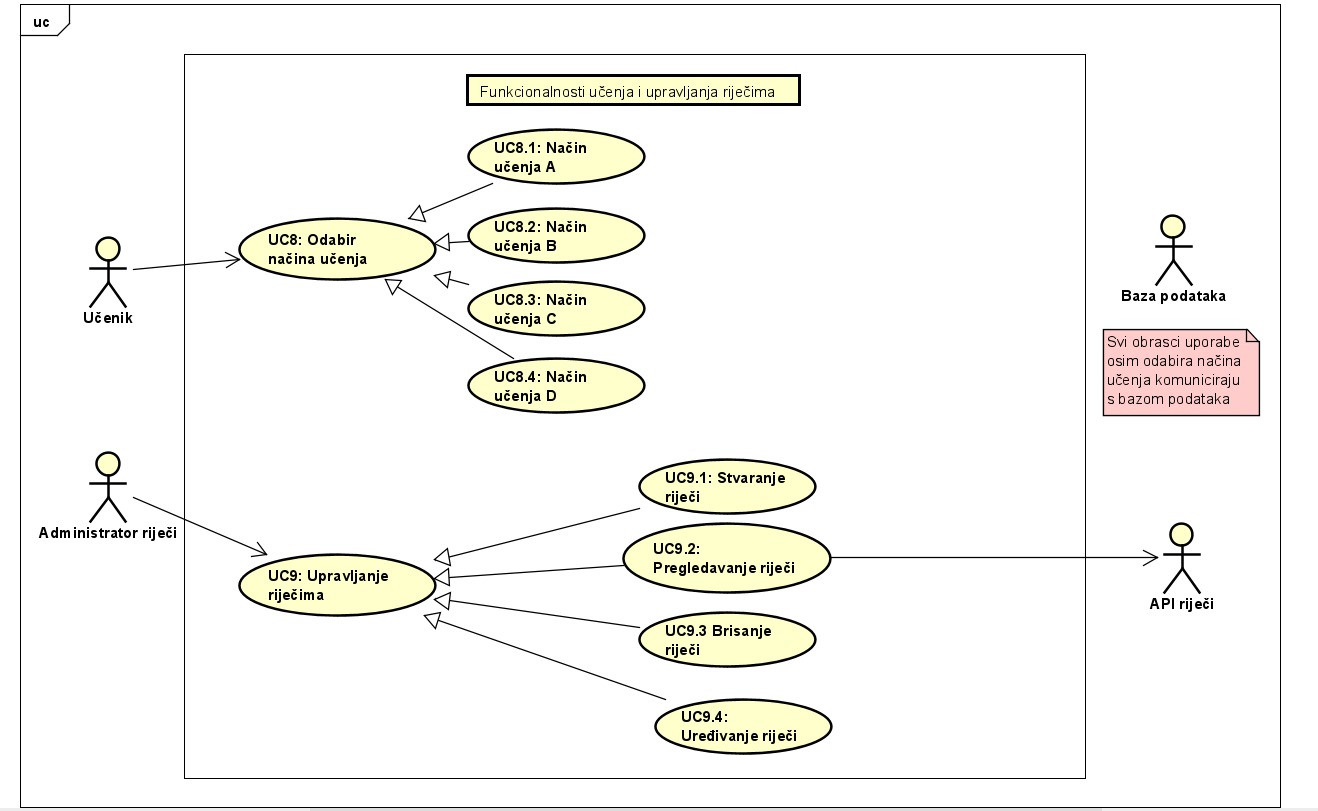 uc
Funkcionalnosti učenja i upravljanja riječima
UC8.1: Način
učenja A
UC8: Odabir
načina učenja
UC8.2: Način
učenja B
UC8.3: Način
učenja C
UC8.4: Način
učenja D
Učenik
Baza podataka
Svi obrasci uporabe
osim odabira načina
učenja komuniciraju
s bazom podataka
Administrator riječi
UC9: Upravljanje
riječima
UC9.1: Stvaranje
riječi
UC9.2:
Pregledavanje riječi
UC9.3 Brisanje
riječi
UC9.4:
Uređivanje riječi
API riječi